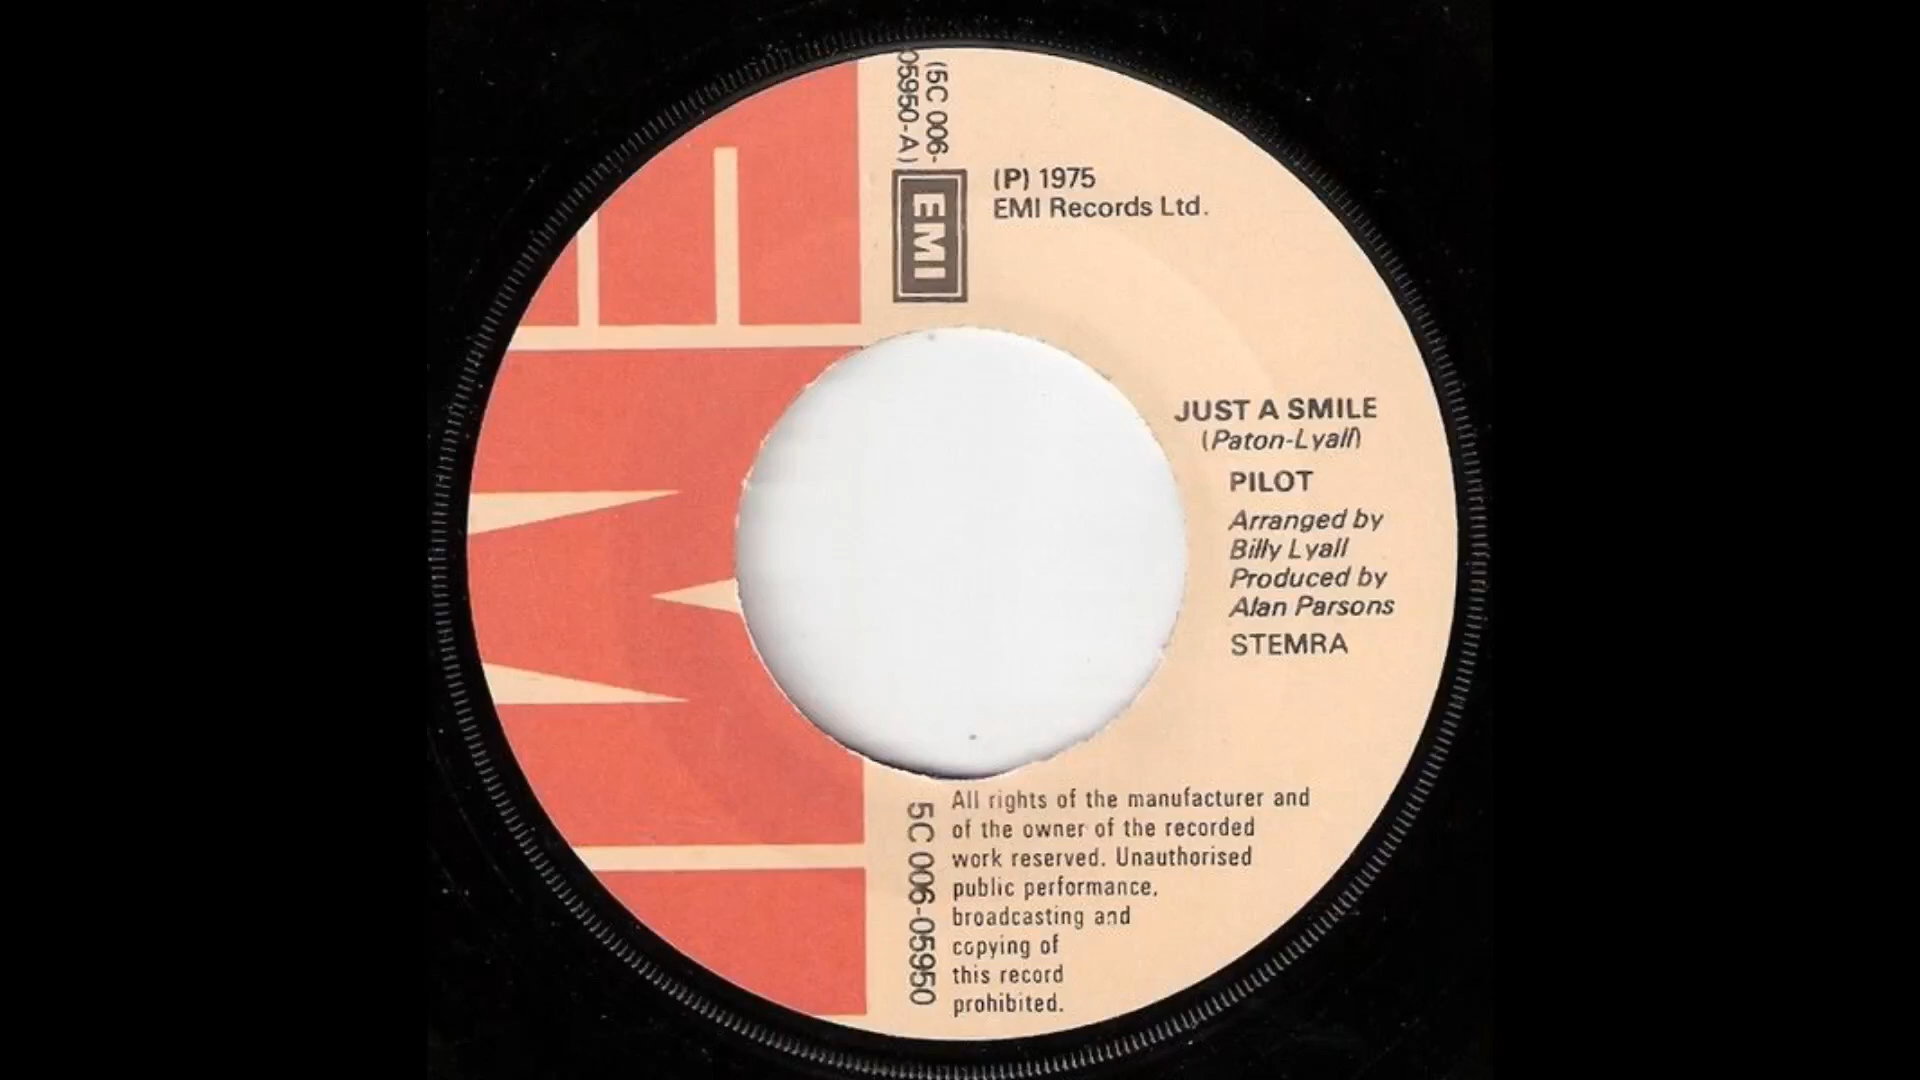 (5C 006-
05950-A)
EMI
(P) 1975
EMI Records Ltd.
JUST A SMILE
(Paton-Lyall)
PILOT
Arranged by
Billy Lyall
Produced by
Alan Parsons
STEMRA
5C 006-05950
All rights of the manufacturer and
of the owner of the recorded
work reserved. Unauthorised
public performance,
broadcasting and
copying of
this record
prohibited.
EMI